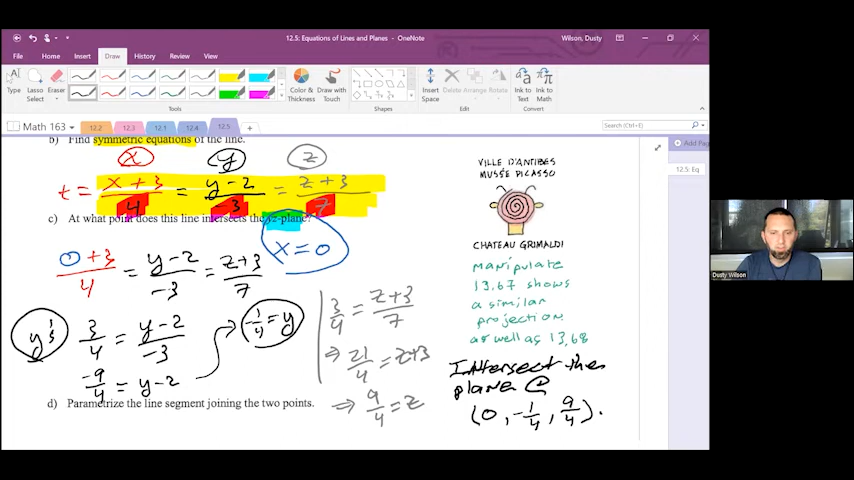 12.5: Equations of Lines and Planes - OneNote
Wilson, Dusty
File Home Insert Draw History Review View
Type
Lasso Select
Eraser
Color & Thickness
Draw with Touch
Insert Space
Delete Arrange
Ink to Text
Ink to Math
Tools
Shapes
Edit
Convert
Math 163
12.2 12.3 12.1 12.4 12.5 +
Search (Ctrl+E)
Add Page
12.5: Eq
b) Find symmetric equations of the line.
x y z
t = (x + 3)/4 = (y - 2)/-3 = (z + 3)/7
c) At what point does this line intersects the yz-plane?
x = 0
(0 + 3)/4 = (y - 2)/-3 = (z + 3)/7
y's 3/4 = (y - 2)/-3
-9/4 = y - 2
-1/4 = y
3/4 = (z + 3)/7
⇒ 21/4 = z + 3
⇒ 9/4 = z
d) Parametrize the line segment joining the two points.
VILLE D'ANTIBES
MUSÉE PICASSO
CHATEAU GRIMALDI
manipulate
13.67 shows
a similar
projection
as well as 13.68
Intersect the
plane @
(0, -1/4, 9/4).
Dusty Wilson